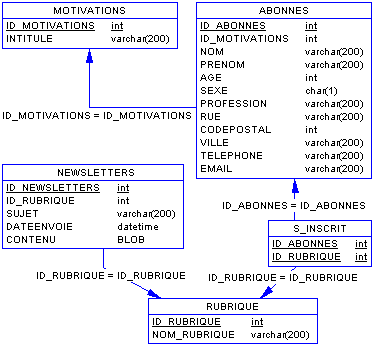 MOTIVATIONS
ID_MOTIVATIONS int
INTITULE varchar(200)
ABONNES
ID_ABONNES int
ID_MOTIVATIONS int
NOM varchar(200)
PRENOM varchar(200)
AGE int
SEXE char(1)
PROFESSION varchar(200)
RUE varchar(200)
CODEPOSTAL int
VILLE varchar(200)
TELEPHONE varchar(200)
EMAIL varchar(200)
ID_MOTIVATIONS = ID_MOTIVATIONS
NEWSLETTERS
ID_NEWSLETTERS int
ID_RUBRIQUE int
SUJET varchar(200)
DATEENVOIE datetime
CONTENU BLOB
ID_ABONNES = ID_ABONNES
S_INSCRIT
ID_ABONNES int
ID_RUBRIQUE int
ID_RUBRIQUE = ID_RUBRIQUE
ID_RUBRIQUE = ID_RUBRIQUE
RUBRIQUE
ID_RUBRIQUE int
NOM_RUBRIQUE varchar(200)